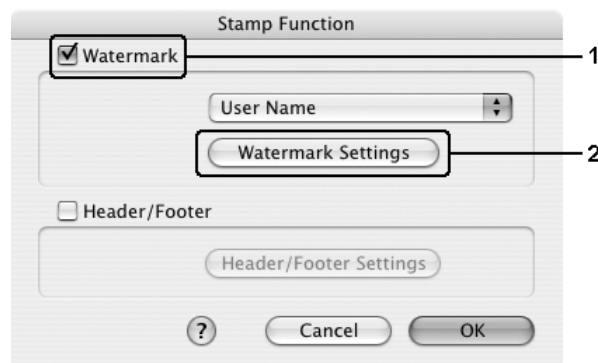 Stamp Function
Watermark
1
User Name
Watermark Settings
2
Header/Footer
Header/Footer Settings
? Cancel OK